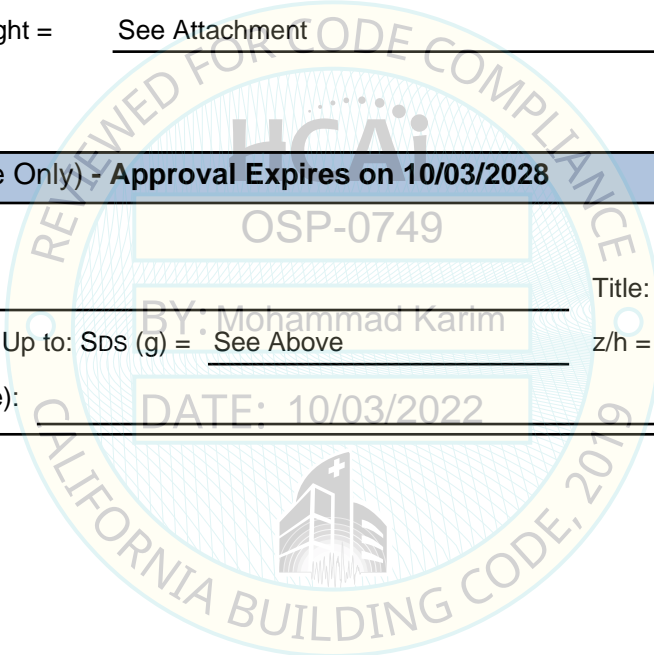 ght = See Attachment
REVIEWED FOR CODE COMPLIANCE
HCAi
e Only) - Approval Expires on 10/03/2028
OSP-0749
Title:
BY: Mohammad Karim
Up to: SDS (g) = See Above z/h =
e):
DATE: 10/03/2022
CALIFORNIA BUILDING CODE, 2019